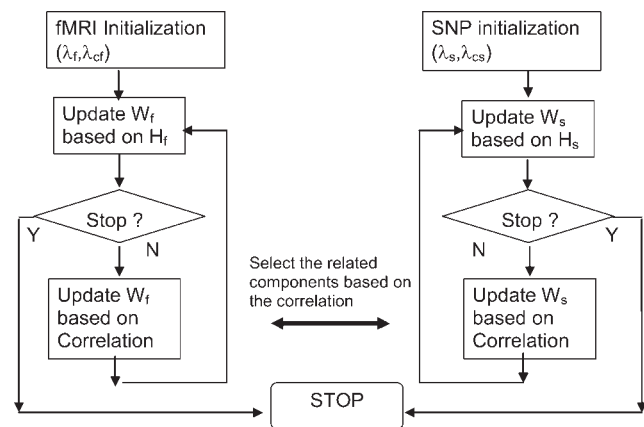 fMRI Initialization
(λf,λcf)
Update Wf
based on Hf
Stop ?
Y
N
Update Wf
based on
Correlation
Select the related
components based on
the correlation
SNP initialization
(λs,λcs)
Update Ws
based on Hs
Stop ?
N
Y
Update Ws
based on
Correlation
STOP